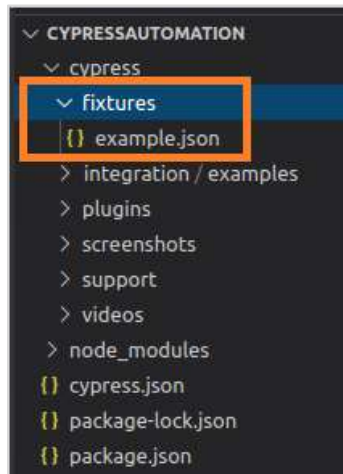 CYPRESSAUTOMATION
cypress
fixtures
{} example.json
integration / examples
plugins
screenshots
support
videos
node_modules
{} cypress.json
{} package-lock.json
{} package.json